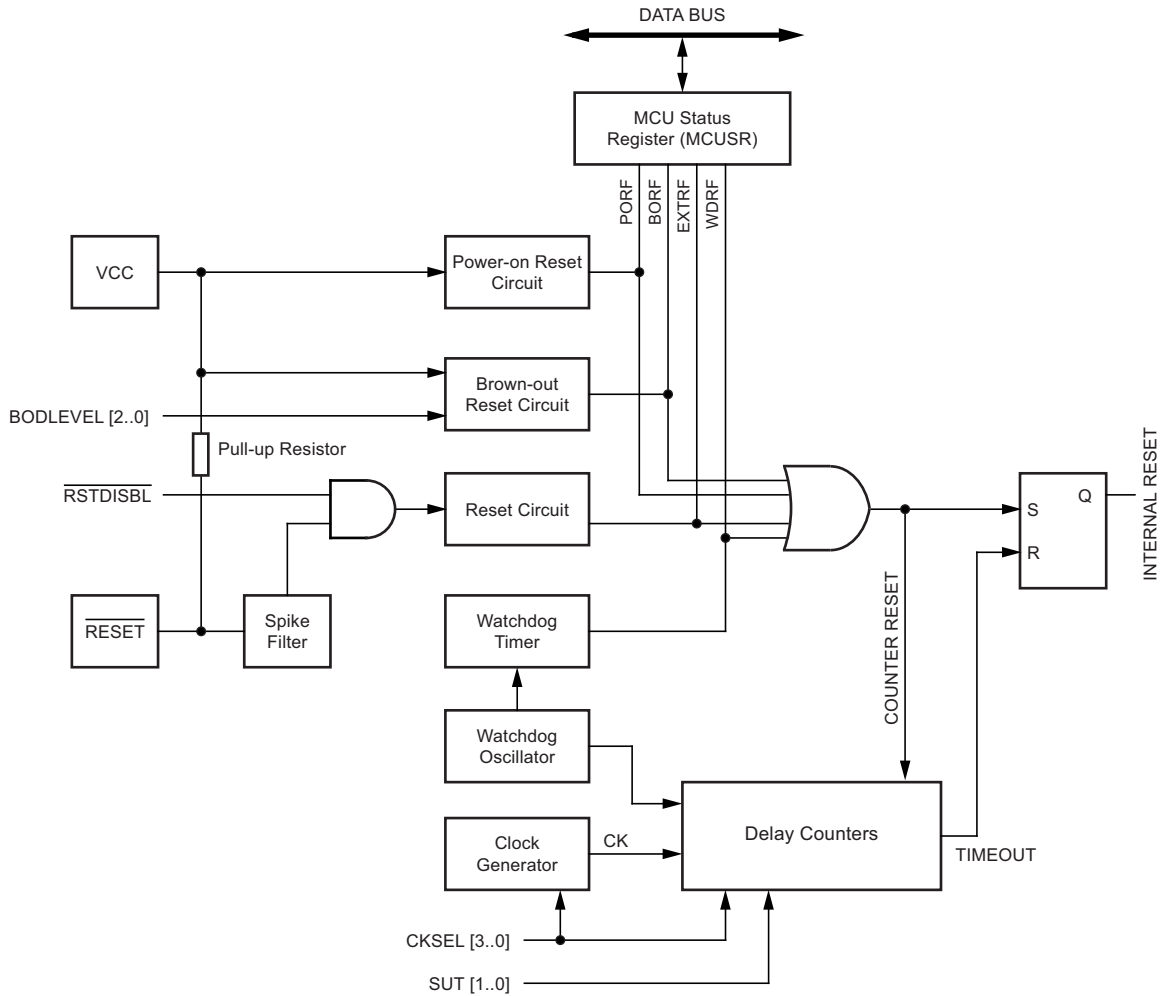 DATA BUS
MCU Status
Register (MCUSR)
PORF
BORF
EXTRF
WDRF
VCC
Power-on Reset
Circuit
Brown-out
Reset Circuit
BODLEVEL [2..0]
Pull-up Resistor
RSTDISBL
Reset Circuit
S
Q
R
INTERNAL RESET
RESET
Spike
Filter
Watchdog
Timer
COUNTER RESET
Watchdog
Oscillator
Delay Counters
Clock
Generator
CK
TIMEOUT
CKSEL [3..0]
SUT [1..0]